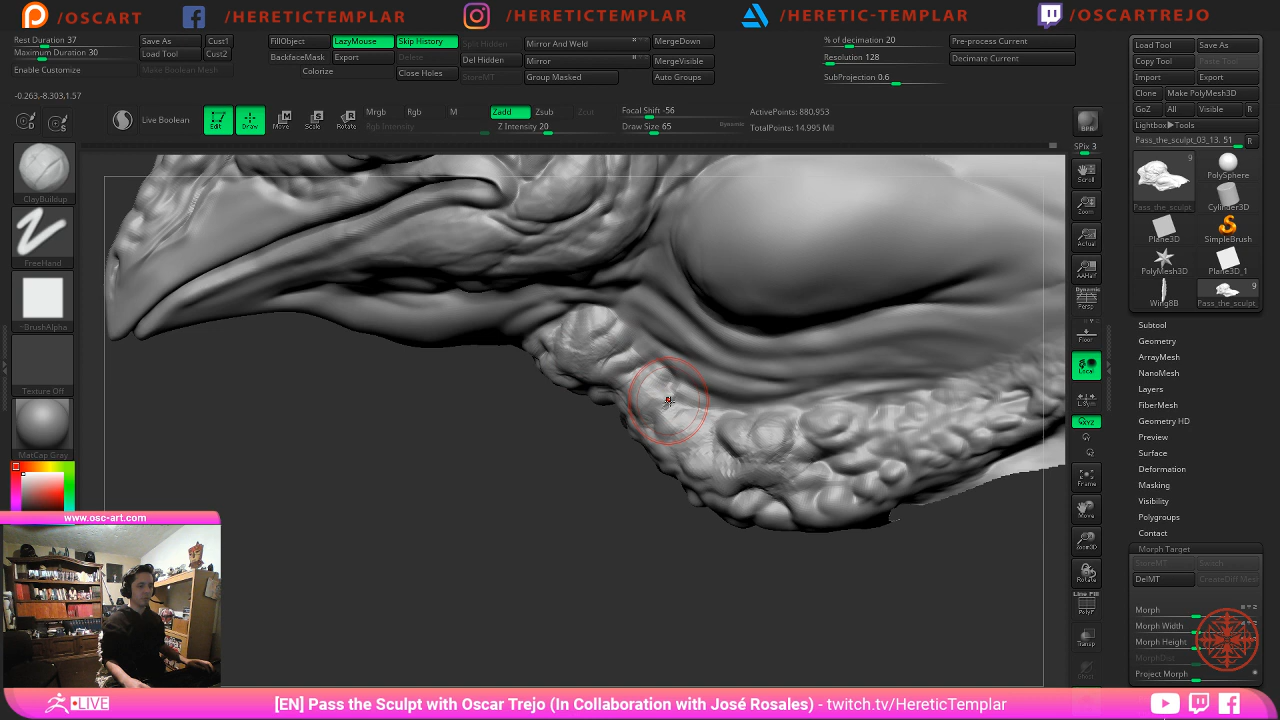 /OSCART
/HERETICTEMPLAR
/HERETICTEMPLAR
/HERETIC-TEMPLAR
/OSCARTREJO
Rest Duration 37
Maximum Duration 30
Enable Customize
Save As
Cust1
Load Tool
Cust2
Make Boolean Mesh
FillObject
LazyMouse
Skip History
BackfaceMask
Export
Delete
Colorize
Close Holes
Split Hidden
Del Hidden
StoreMT
Mirror And Weld
Mirror
Group Masked
MergeDown
MergeVisible
Auto Groups
% of decimation 20
Resolution 128
SubProjection 0.6
Pre-process Current
Decimate Current
-0.263,-8.303,1.57
Live Boolean
Edit
Draw
Move
Scale
Rotate
Mrgb
Rgb
M
Rgb Intensity
Zadd
Zsub
Zcut
Z Intensity 20
Focal Shift -56
Draw Size 65
Dynamic
ActivePoints: 880,953
TotalPoints: 14.995 Mil
ClayBuildup
FreeHand
~BrushAlpha
Texture Off
MatCap Gray
BPR
SPix 3
Scroll
Zoom
Actual
AAHalf
Dynamic
Persp
Floor
Local
L.Sym
XYZ
Frame
Move
Zoom3D
Rotate
Line Fill
PolyF
Transp
Ghost
Load Tool
Save As
Copy Tool
Paste Tool
Import
Export
Clone
Make PolyMesh3D
GoZ
All
Visible
R
Lightbox▶Tools
Pass_the_sculpt_03_13. 51
R
9
Pass_the_sculpt_
PolySphere
Cylinder3D
Plane3D
SimpleBrush
PolyMesh3D
Plane3D_1
9
Wing8B
Pass_the_sculpt_
Subtool
Geometry
ArrayMesh
NanoMesh
Layers
FiberMesh
Geometry HD
Preview
Surface
Deformation
Masking
Visibility
Polygroups
Contact
Morph Target
StoreMT
Switch
DelMT
CreateDiff Mesh
Morph
Morph Width
Morph Height
MorphDist
Project Morph
www.osc-art.com
LIVE
[EN] Pass the Sculpt with Oscar Trejo (In Collaboration with José Rosales) - twitch.tv/HereticTemplar